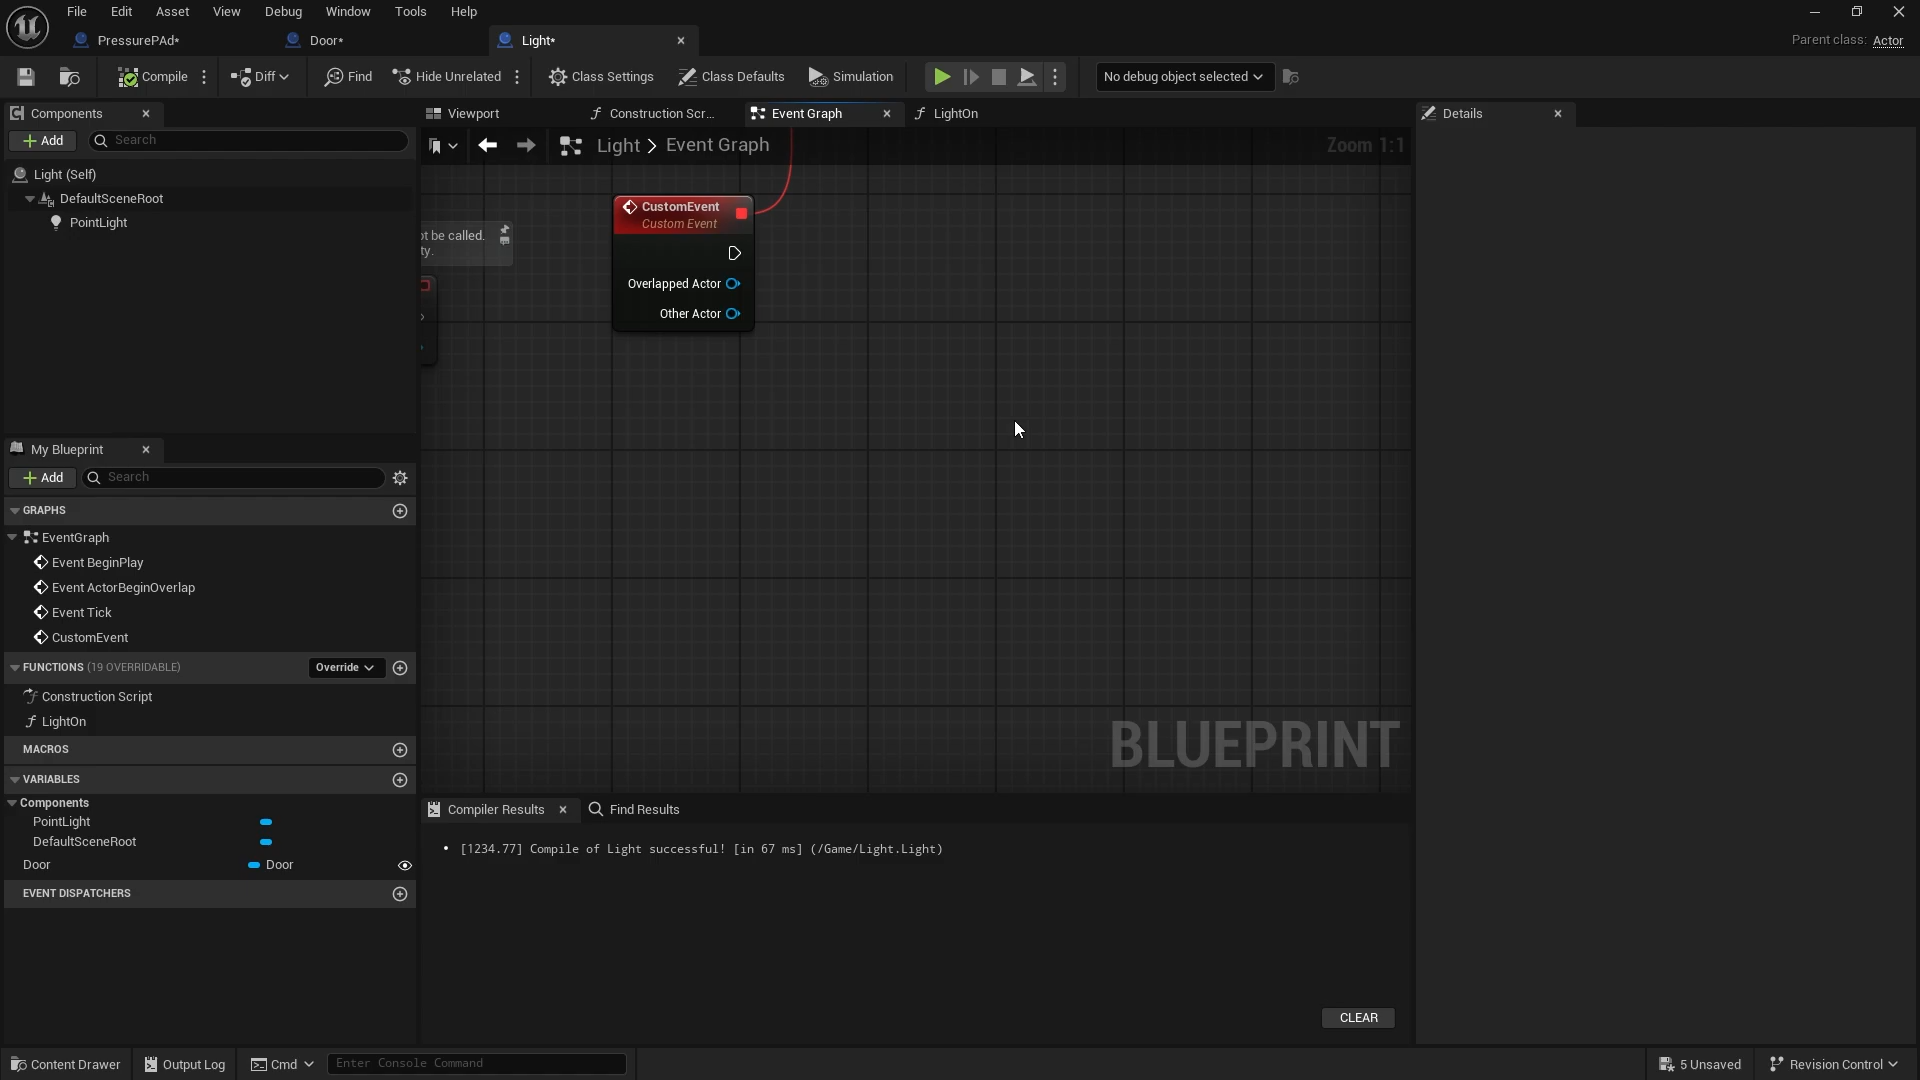 File Edit Asset View Debug Window Tools Help
PressurePAd* Door* Light*
Parent class: Actor
Compile Diff Find Hide Unrelated Class Settings Class Defaults Simulation No debug object selected
Components
Viewport Construction Scr... Event Graph LightOn
Details
Add Search
Light > Event Graph
Zoom 1:1
Light (Self)
DefaultSceneRoot
PointLight
CustomEvent
Custom Event
ot be called.
ty.
Overlapped Actor
Other Actor
My Blueprint
Add Search
GRAPHS
EventGraph
Event BeginPlay
Event ActorBeginOverlap
Event Tick
CustomEvent
FUNCTIONS (19 OVERRIDABLE) Override
Construction Script
LightOn
MACROS
VARIABLES
Components
PointLight
DefaultSceneRoot
Door Door
EVENT DISPATCHERS
BLUEPRINT
Compiler Results Find Results
• [1234.77] Compile of Light successful! [in 67 ms] (/Game/Light.Light)
CLEAR
Content Drawer Output Log Cmd Enter Console Command
5 Unsaved Revision Control